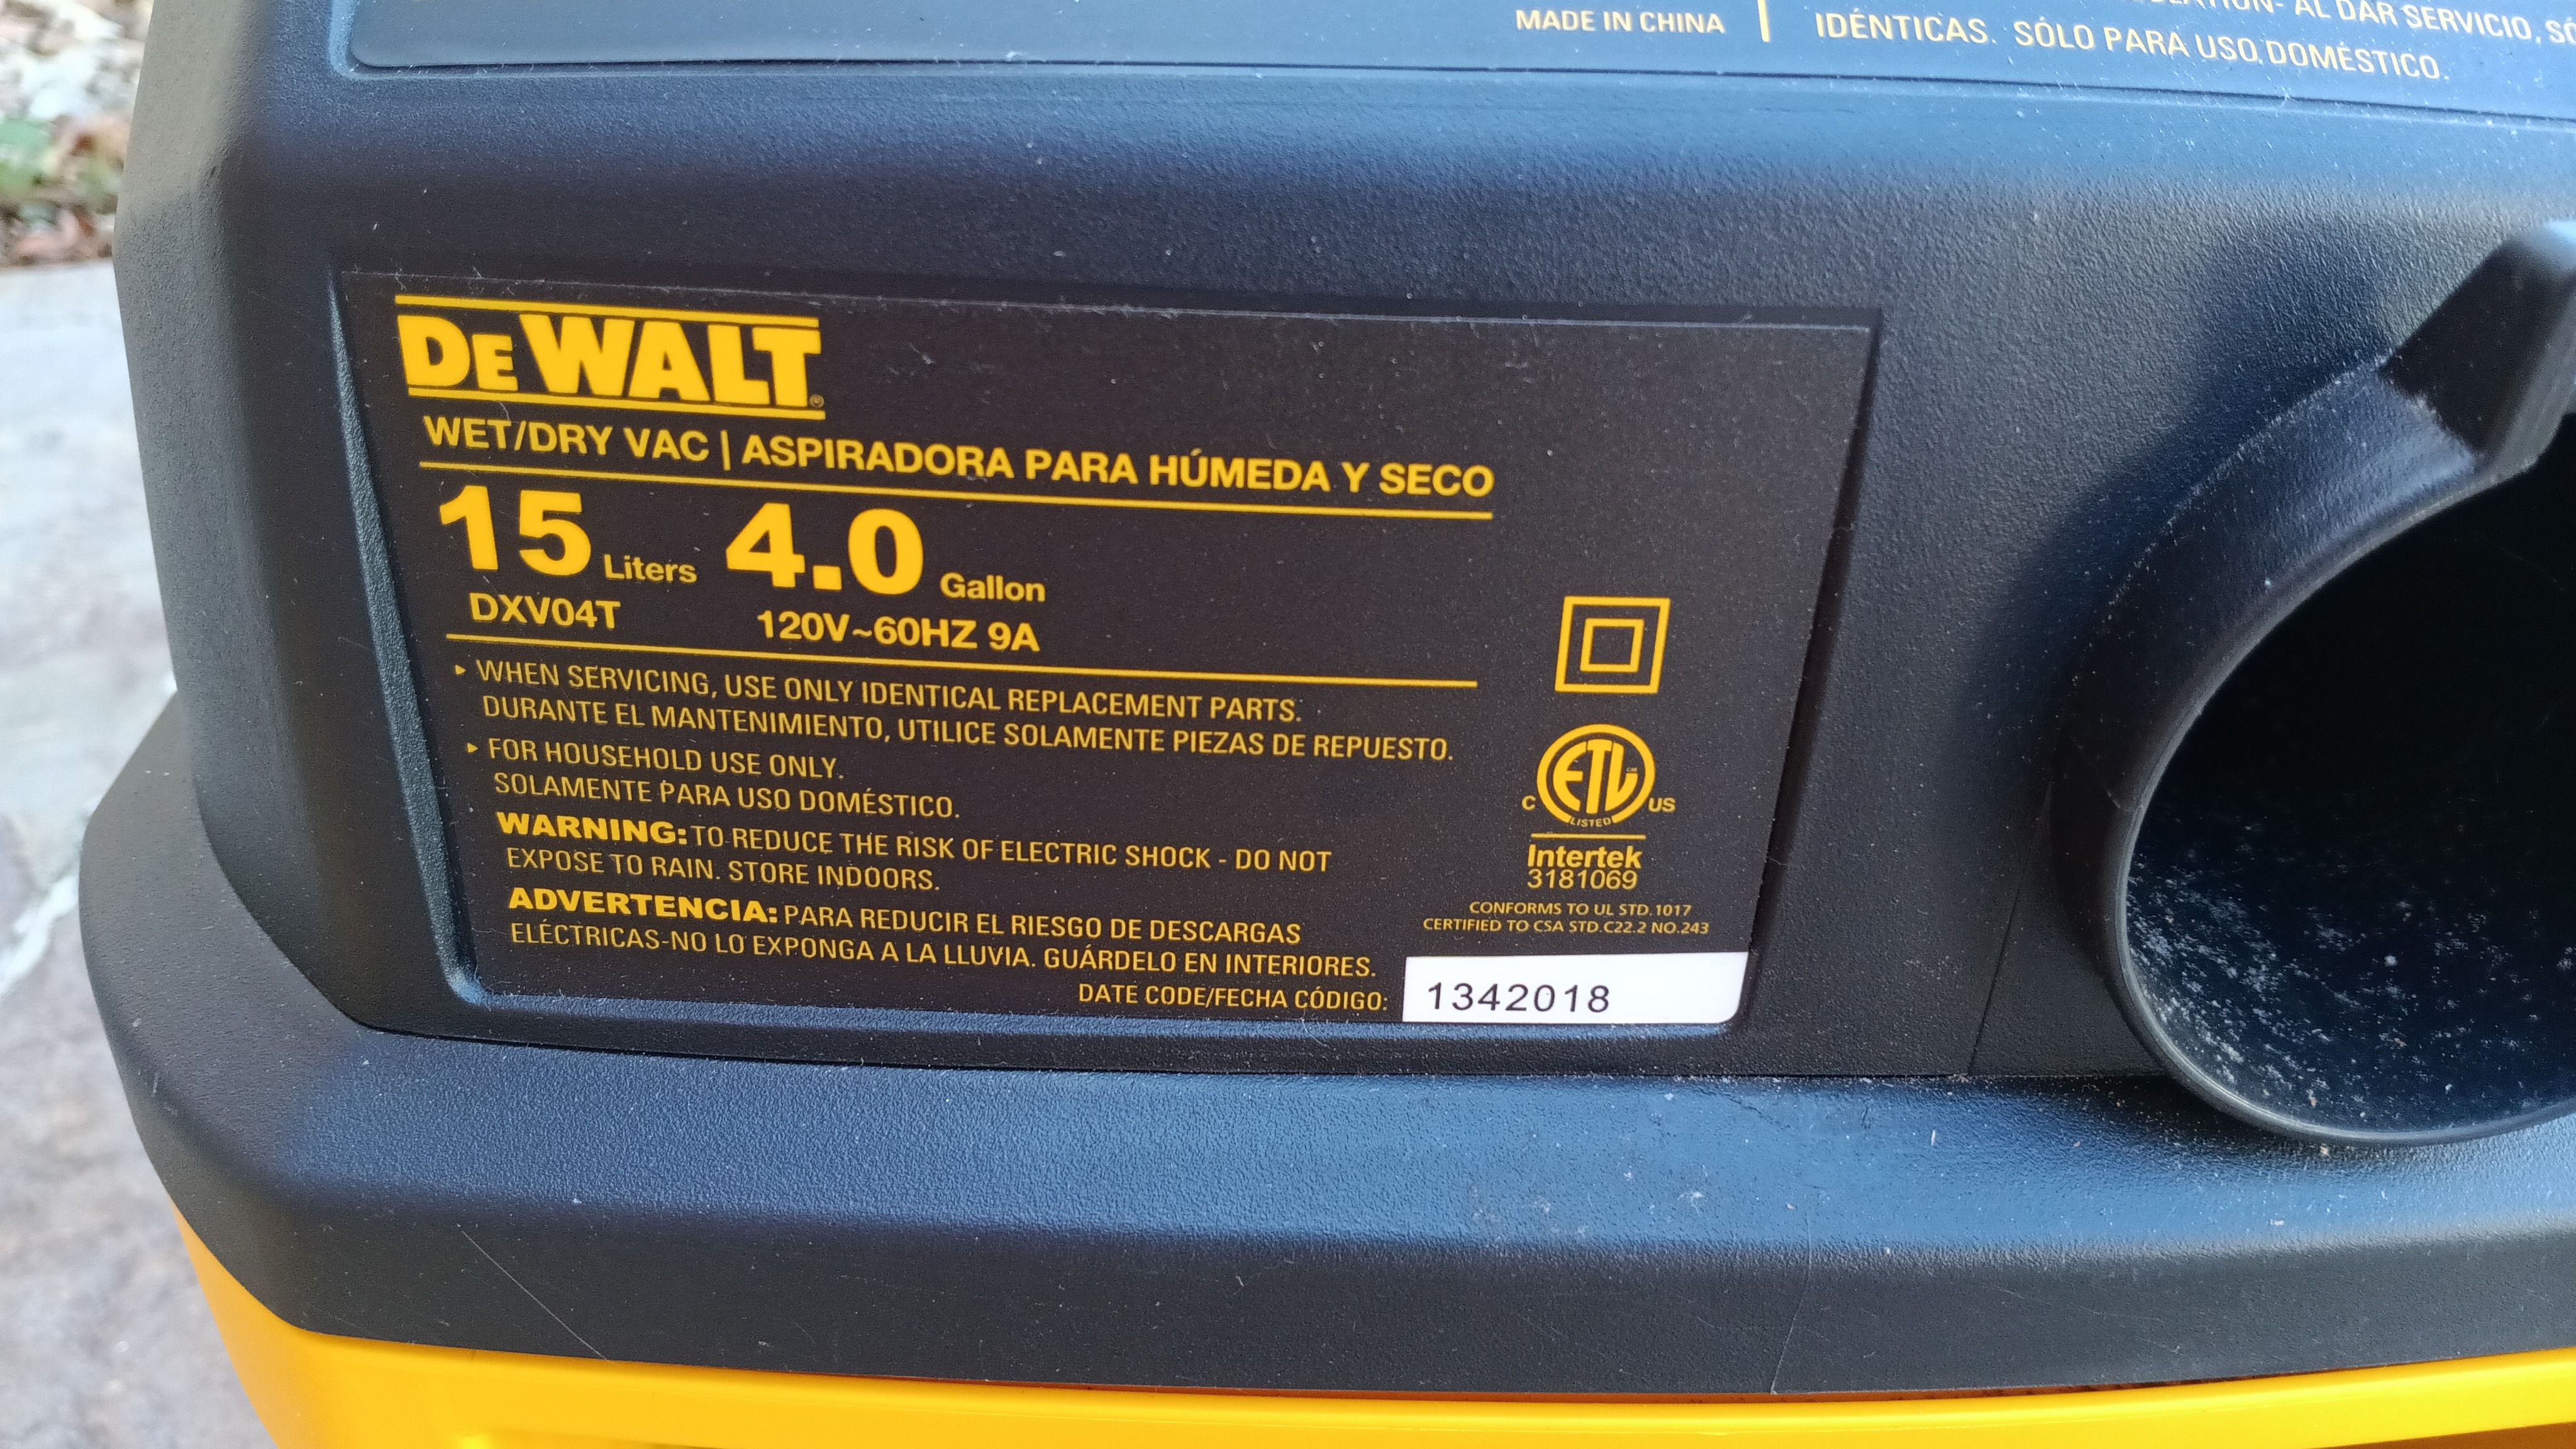 MADE IN CHINA
AL DAR SERVICIO,
IDÉNTICAS. SÓLO PARA USO DOMÉSTICO.
DEWALT®
WET/DRY VAC | ASPIRADORA PARA HÚMEDA Y SECO
15 Liters 4.0 Gallon
DXV04T 120V~60HZ 9A
▸ WHEN SERVICING, USE ONLY IDENTICAL REPLACEMENT PARTS.
DURANTE EL MANTENIMIENTO, UTILICE SOLAMENTE PIEZAS DE REPUESTO.
▸ FOR HOUSEHOLD USE ONLY.
SOLAMENTE PARA USO DOMÉSTICO.
WARNING: TO REDUCE THE RISK OF ELECTRIC SHOCK - DO NOT
EXPOSE TO RAIN. STORE INDOORS.
ADVERTENCIA: PARA REDUCIR EL RIESGO DE DESCARGAS
ELÉCTRICAS-NO LO EXPONGA A LA LLUVIA. GUÁRDELO EN INTERIORES.
DATE CODE/FECHA CÓDIGO: 1342018
ETL
C US
LISTED
Intertek
3181069
CONFORMS TO UL STD.1017
CERTIFIED TO CSA STD.C22.2 NO.243